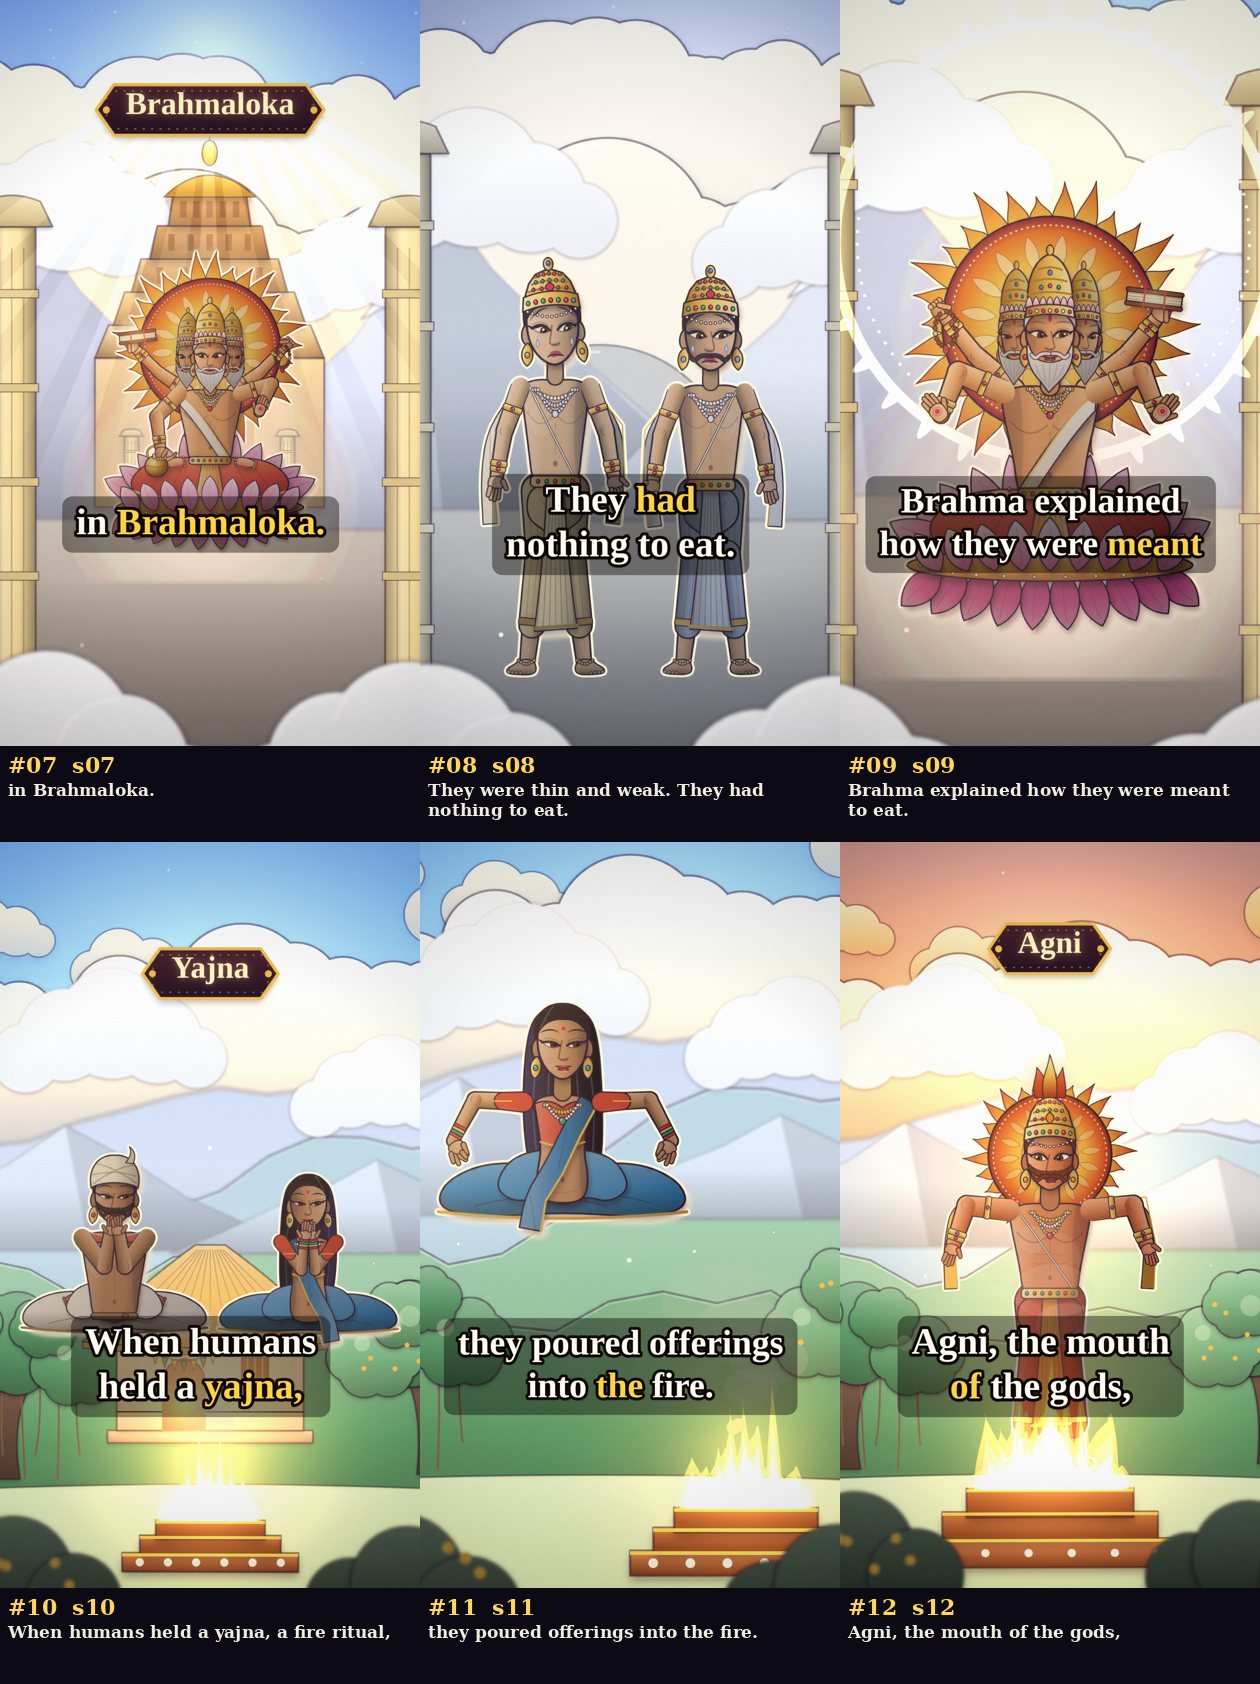 Brahmaloka
in Brahmaloka.
#07 s07
in Brahmaloka.
They had
nothing to eat.
#08 s08
They were thin and weak. They had
nothing to eat.
Brahma explained
how they were meant
#09 s09
Brahma explained how they were meant
to eat.
Yajna
When humans
held a yajna,
#10 s10
When humans held a yajna, a fire ritual,
they poured offerings
into the fire.
#11 s11
they poured offerings into the fire.
Agni
Agni, the mouth
of the gods,
#12 s12
Agni, the mouth of the gods,